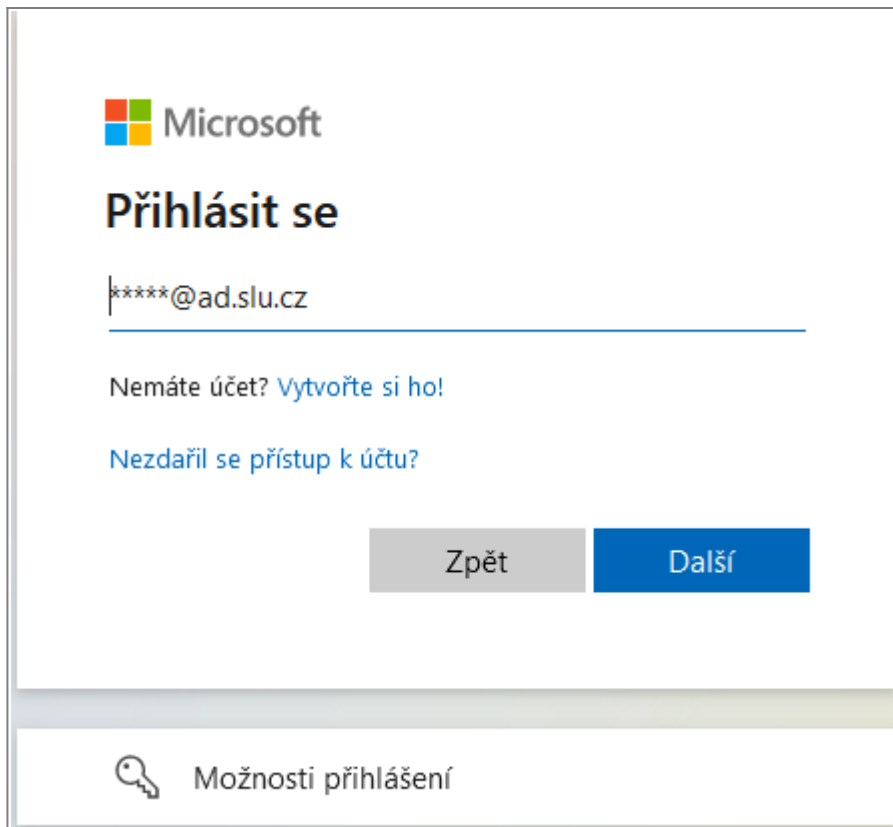 Microsoft
Přihlásit se
*****@ad.slu.cz
Nemáte účet? Vytvořte si ho!
Nezdařil se přístup k účtu?
Zpět
Další
Možnosti přihlášení